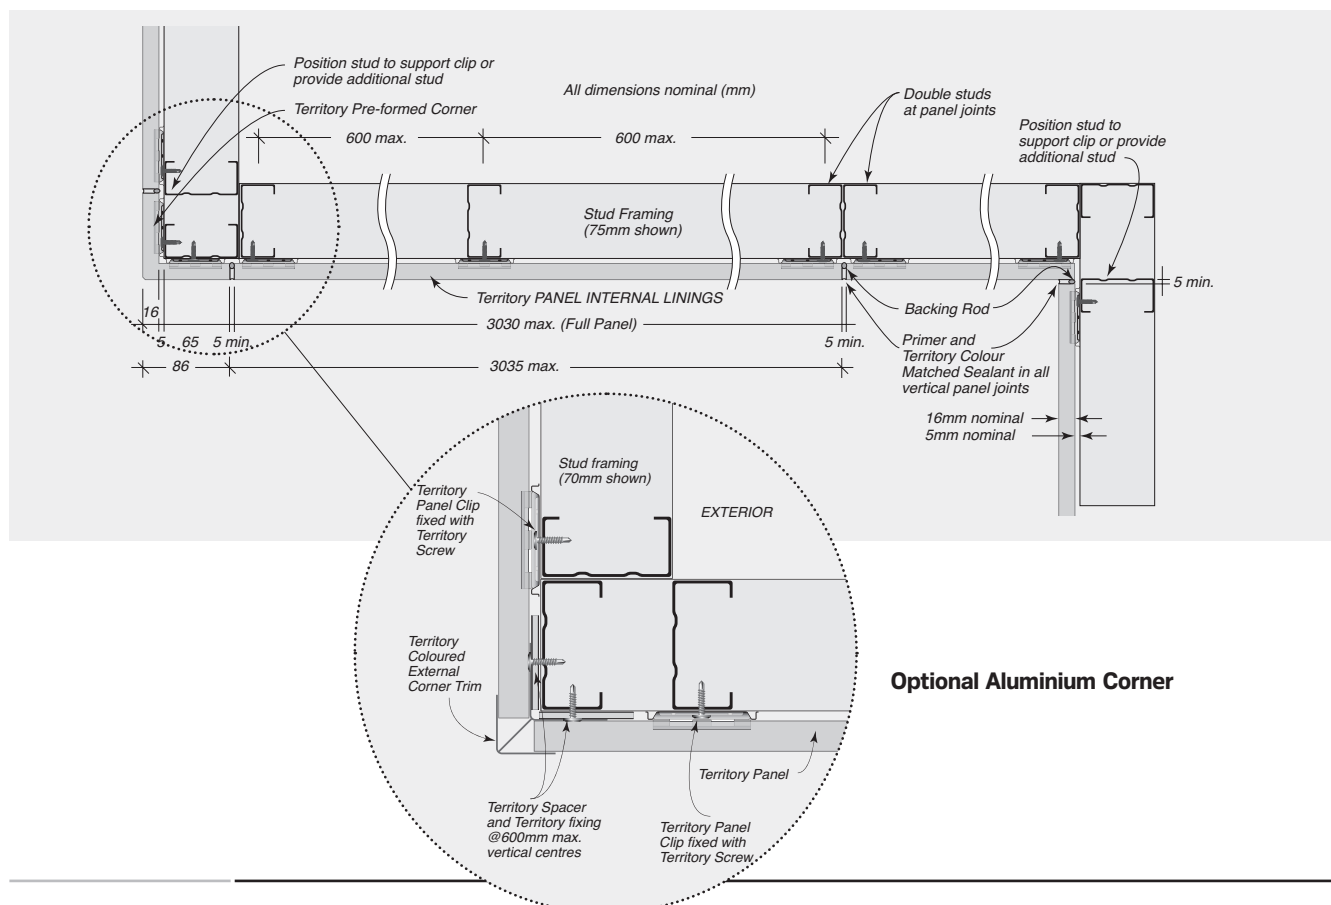 Position stud to support clip or
provide additional stud
All dimensions nominal (mm)
Double studs
at panel joints
Territory Pre-formed Corner
Position stud to
support clip or provide
additional stud
600 max.
600 max.
Stud Framing
(75mm shown)
5 min.
Territory PANEL INTERNAL LININGS
Backing Rod
16
3030 max. (Full Panel)
5
65
5 min.
5 min.
Primer and
Territory Colour
Matched Sealant in all
vertical panel joints
86
3035 max.
16mm nominal
5mm nominal
Stud framing
(70mm shown)
Territory
Panel Clip
fixed with
Territory
Screw
EXTERIOR
Territory
Coloured
External
Corner Trim
Optional Aluminium Corner
Territory Panel
Territory Spacer
and Territory fixing
@600mm max.
vertical centres
Territory Panel
Clip fixed with
Territory Screw